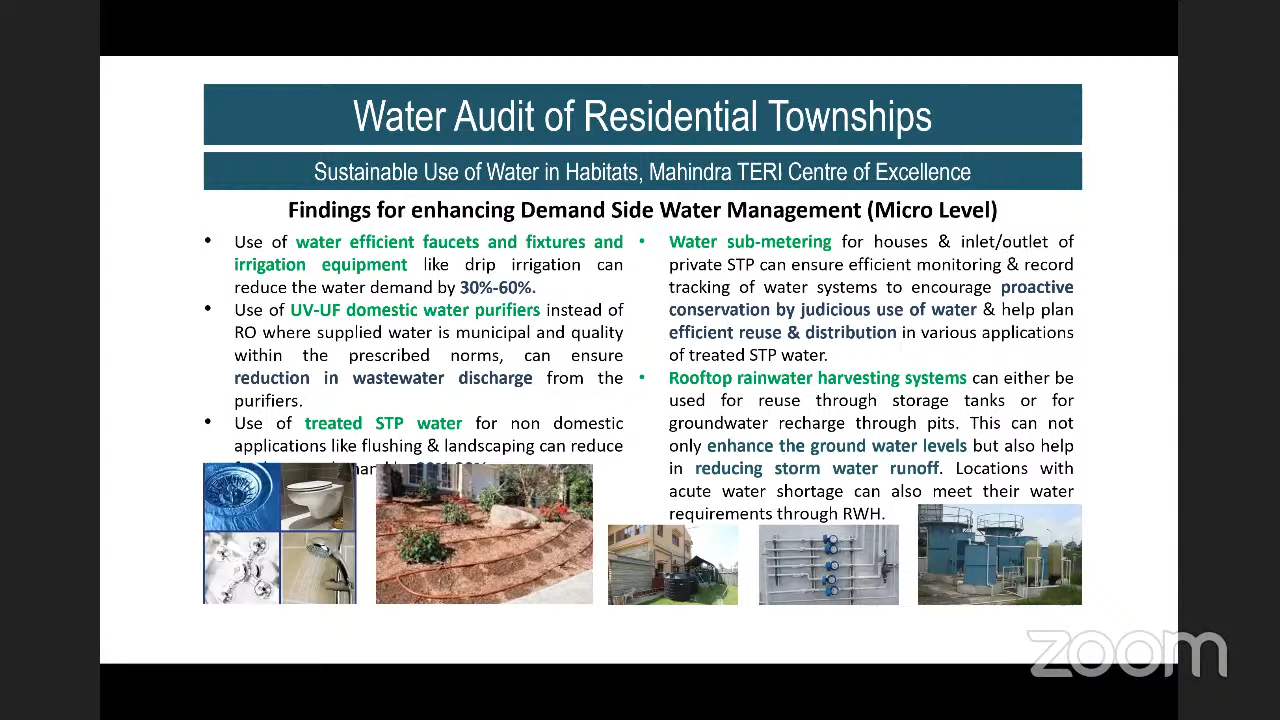 Water Audit of Residential Townships
Sustainable Use of Water in Habitats, Mahindra TERI Centre of Excellence
Findings for enhancing Demand Side Water Management (Micro Level)
• Use of water efficient faucets and fixtures and
irrigation equipment like drip irrigation can
reduce the water demand by 30%-60%.
• Use of UV-UF domestic water purifiers instead of
RO where supplied water is municipal and quality
within the prescribed norms, can ensure
reduction in wastewater discharge from the
purifiers.
• Use of treated STP water for non domestic
applications like flushing & landscaping can reduce
• Water sub-metering for houses & inlet/outlet of
private STP can ensure efficient monitoring & record
tracking of water systems to encourage proactive
conservation by judicious use of water & help plan
efficient reuse & distribution in various applications
of treated STP water.
• Rooftop rainwater harvesting systems can either be
used for reuse through storage tanks or for
groundwater recharge through pits. This can not
only enhance the ground water levels but also help
in reducing storm water runoff. Locations with
acute water shortage can also meet their water
requirements through RWH.
zoom